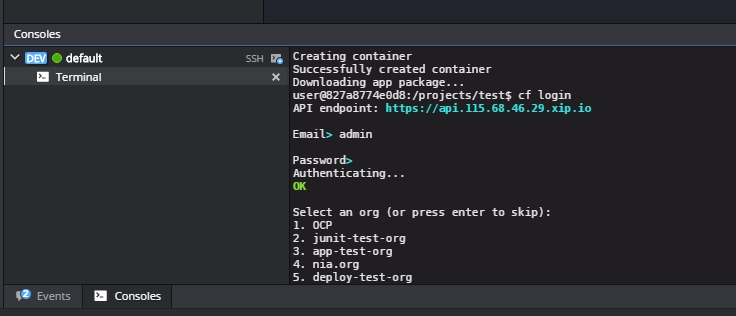 Consoles
DEV default SSH
Terminal
Creating container
Successfully created container
Downloading app package...
user@827a8774e0d8:/projects/test$ cf login
API endpoint: https://api.115.68.46.29.xip.io
Email> admin
Password>
Authenticating...
OK
Select an org (or press enter to skip):
1. OCP
2. junit-test-org
3. app-test-org
4. nia.org
5. deploy-test-org
2 Events Consoles